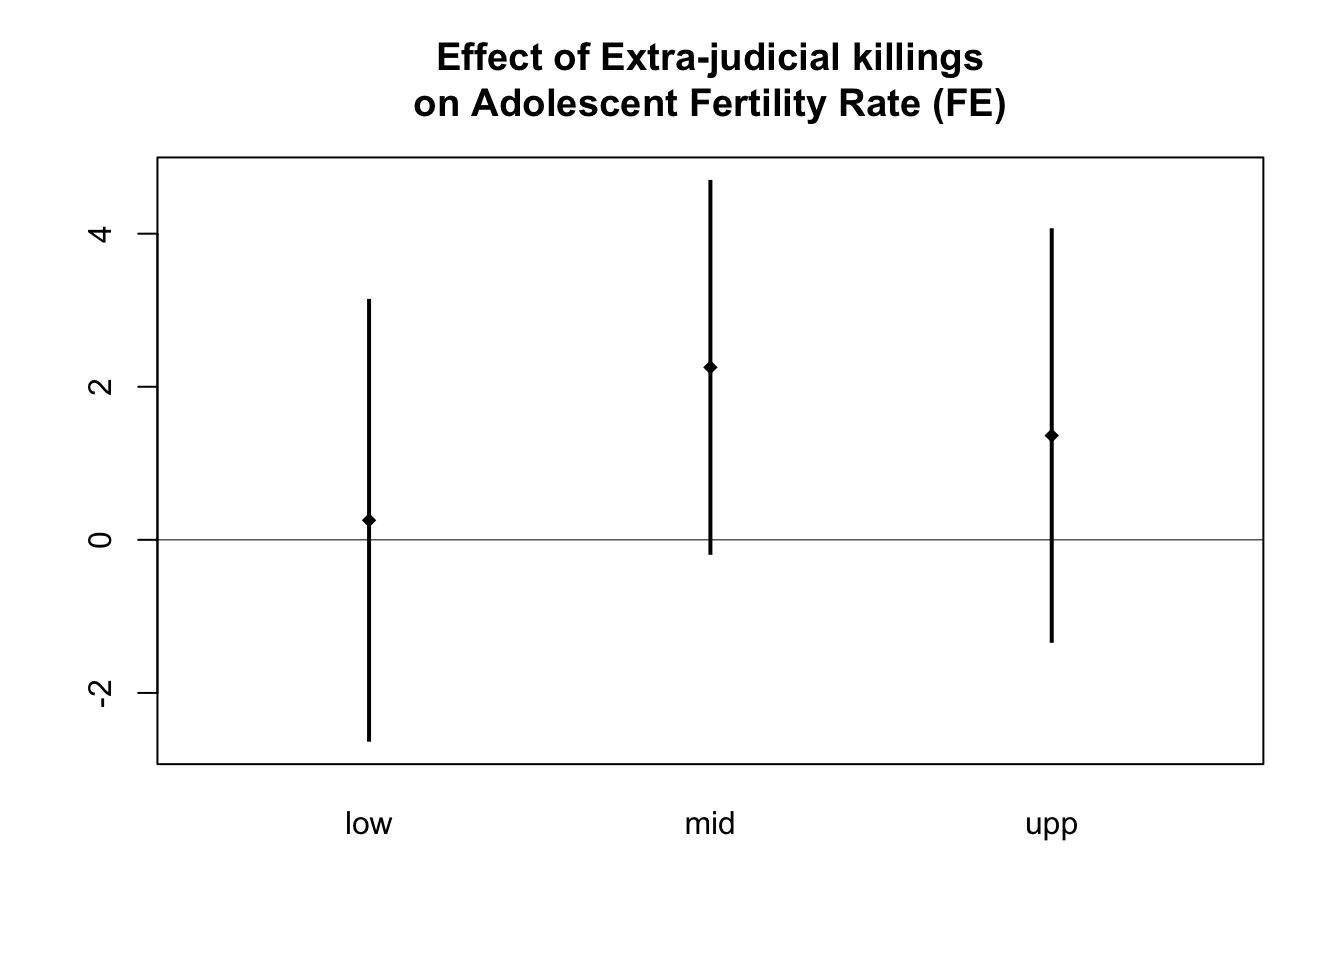 Effect of Extra-judicial killings
on Adolescent Fertility Rate (FE)
4
2
0
-2
low mid upp